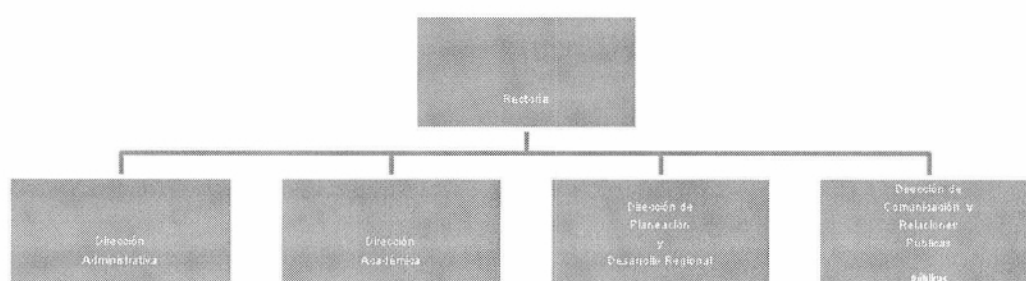 Rectoría
Dirección
Administrativa
Dirección
Académica
Dirección de
Planeación
y
Desarrollo Regional
Dirección de
Comunicación y
Relaciones
Públicas